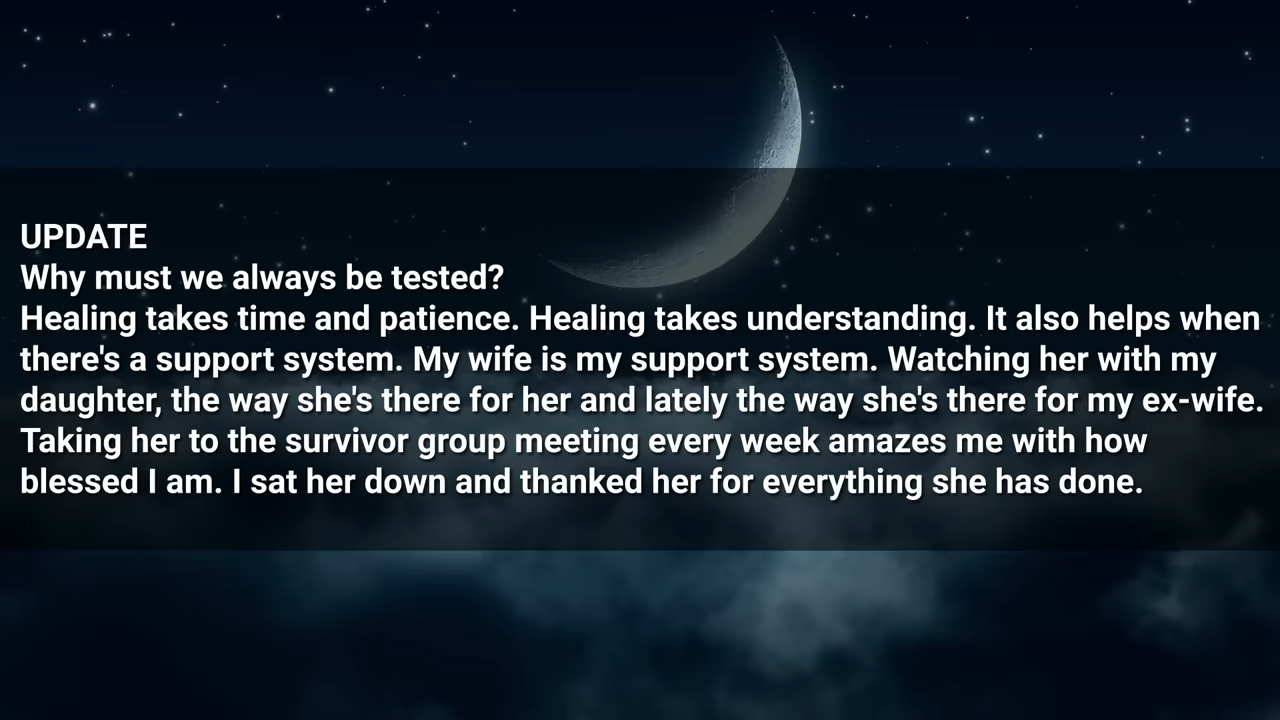 UPDATE
Why must we always be tested?
Healing takes time and patience. Healing takes understanding. It also helps when
there's a support system. My wife is my support system. Watching her with my
daughter, the way she's there for her and lately the way she's there for my ex-wife.
Taking her to the survivor group meeting every week amazes me with how
blessed I am. I sat her down and thanked her for everything she has done.